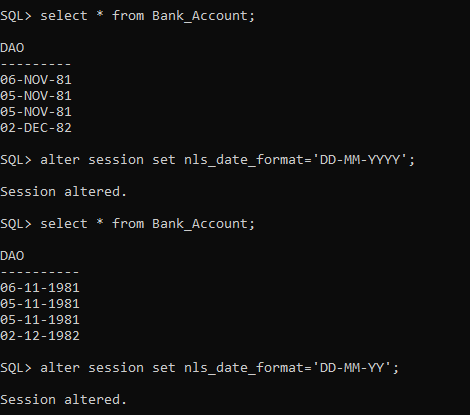 SQL> select * from Bank_Account;
DAO
---------
06-NOV-81
05-NOV-81
05-NOV-81
02-DEC-82
SQL> alter session set nls_date_format='DD-MM-YYYY';
Session altered.
SQL> select * from Bank_Account;
DAO
----------
06-11-1981
05-11-1981
05-11-1981
02-12-1982
SQL> alter session set nls_date_format='DD-MM-YY';
Session altered.